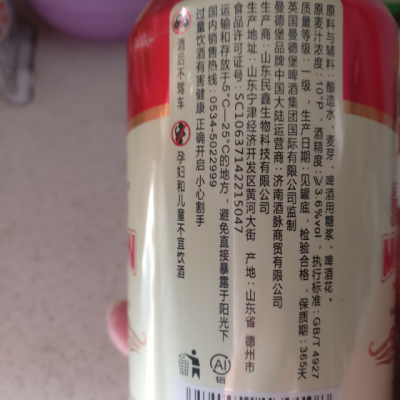 原料与辅料:酿造水、麦芽、啤酒用糖浆、啤酒花。
原麦汁浓度:10°P, 酒精度:≥3.6%vol, 执行标准:GB/T 4927
质量等级:一级, 生产日期:见罐底, 检验合格, 保质期:365天
英国曼德堡啤酒集团国际有限公司监制
曼德堡品牌中国大陆运营商:济南酒脉商贸有限公司
生产商:山东民鑫生物科技有限公司
生产地址:山东宁津经济开发区黄河大街 产地:山东省 德州市
食品许可证号:SC10637142215047
运输和存放于5℃—25℃的地方, 避免直接暴露于阳光下
国内销售热线:0534-5022999
过量饮酒有害健康 正确开启 小心割手
酒后不驾车
孕妇和儿童不宜饮酒
Al
铝